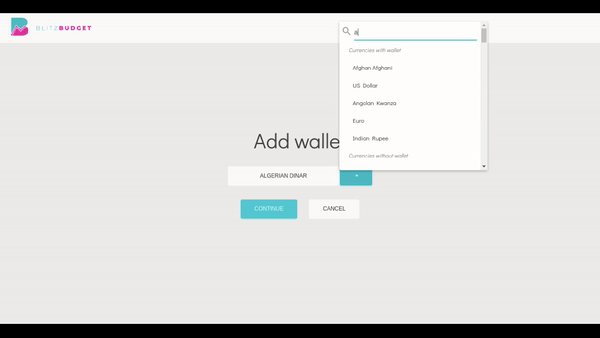 BLITZBUDGET
a
Currencies with wallet
Afghan Afghani
US Dollar
Angolan Kwanza
Euro
Indian Rupee
Currencies without wallet
Add walle
ALGERIAN DINAR
CONTINUE
CANCEL